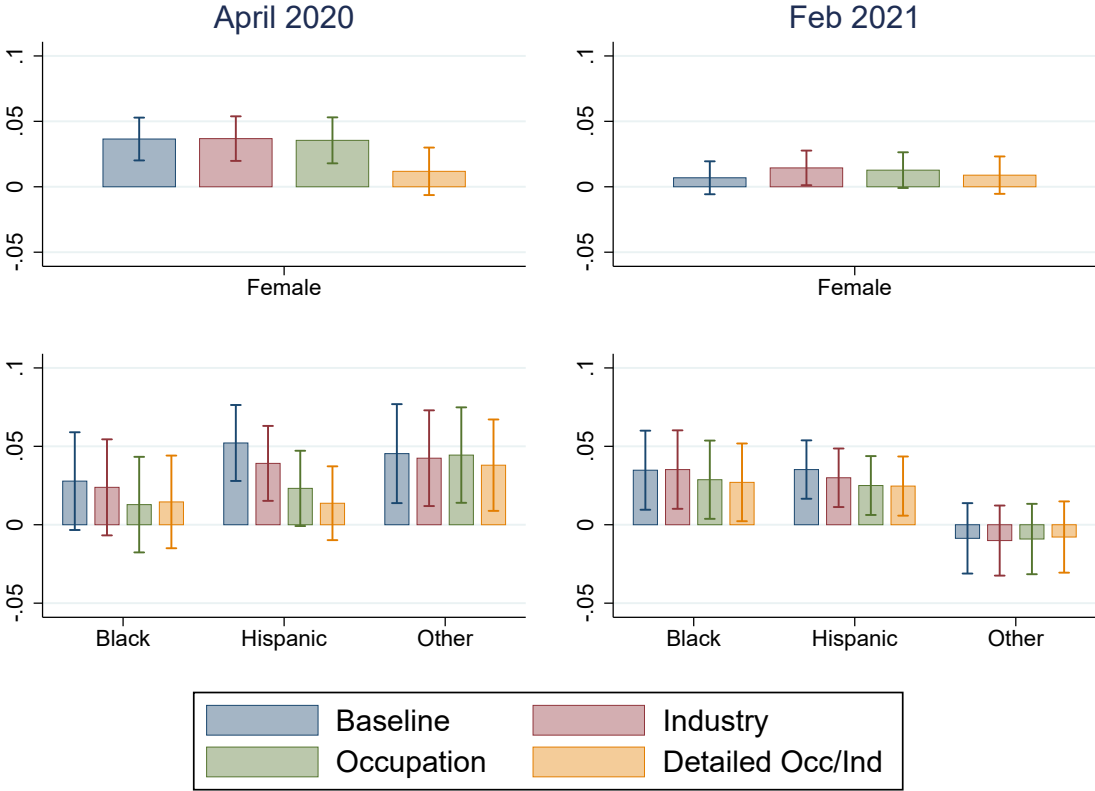 April 2020
Feb 2021
.1
.05
0
-.05
Female
.1
.05
0
-.05
Female
.1
.05
0
-.05
Black Hispanic Other
.1
.05
0
-.05
Black Hispanic Other
Baseline Industry
Occupation Detailed Occ/Ind